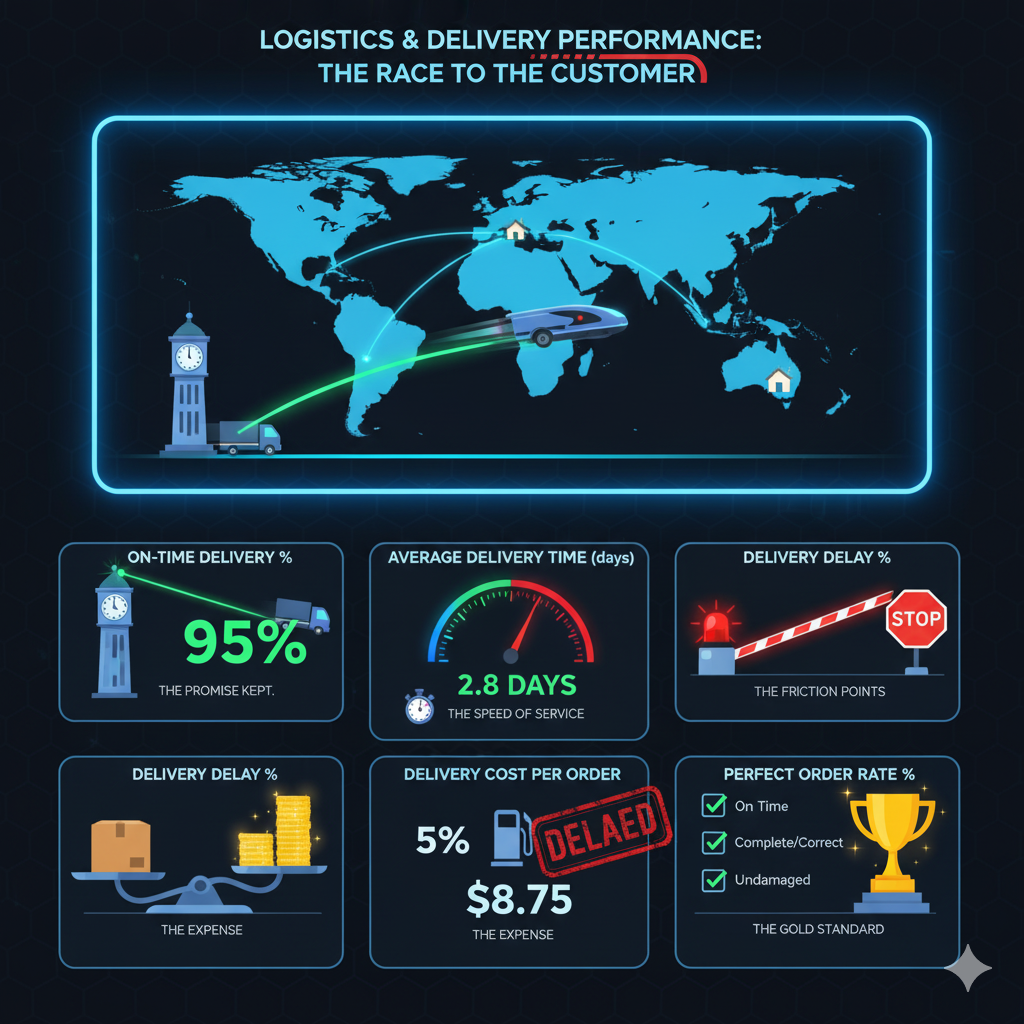 LOGISTICS & DELIVERY PERFORMANCE:
THE RACE TO THE CUSTOMER
ON-TIME DELIVERY %
95%
THE PROMISE KEPT.
AVERAGE DELIVERY TIME (days)
2.8 DAYS
THE SPEED OF SERVICE
DELIVERY DELAY %
STOP
THE FRICTION POINTS
DELIVERY DELAY %
THE EXPENSE
DELIVERY COST PER ORDER
5%
DELAED
$8.75
THE EXPENSE
PERFECT ORDER RATE %
On Time
Complete/Correct
Undamaged
THE GOLD STANDARD